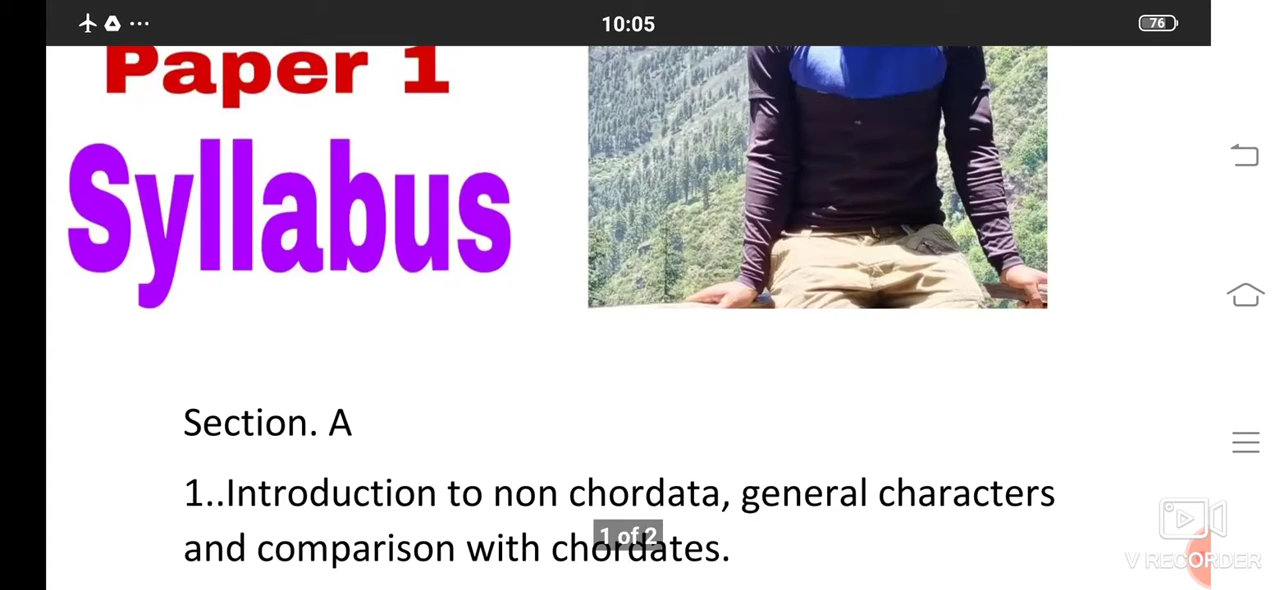 10:05
76
Paper 1
Syllabus
Section. A
1..Introduction to non chordata, general characters
and comparison with chordates.
1 of 2
V RECORDER